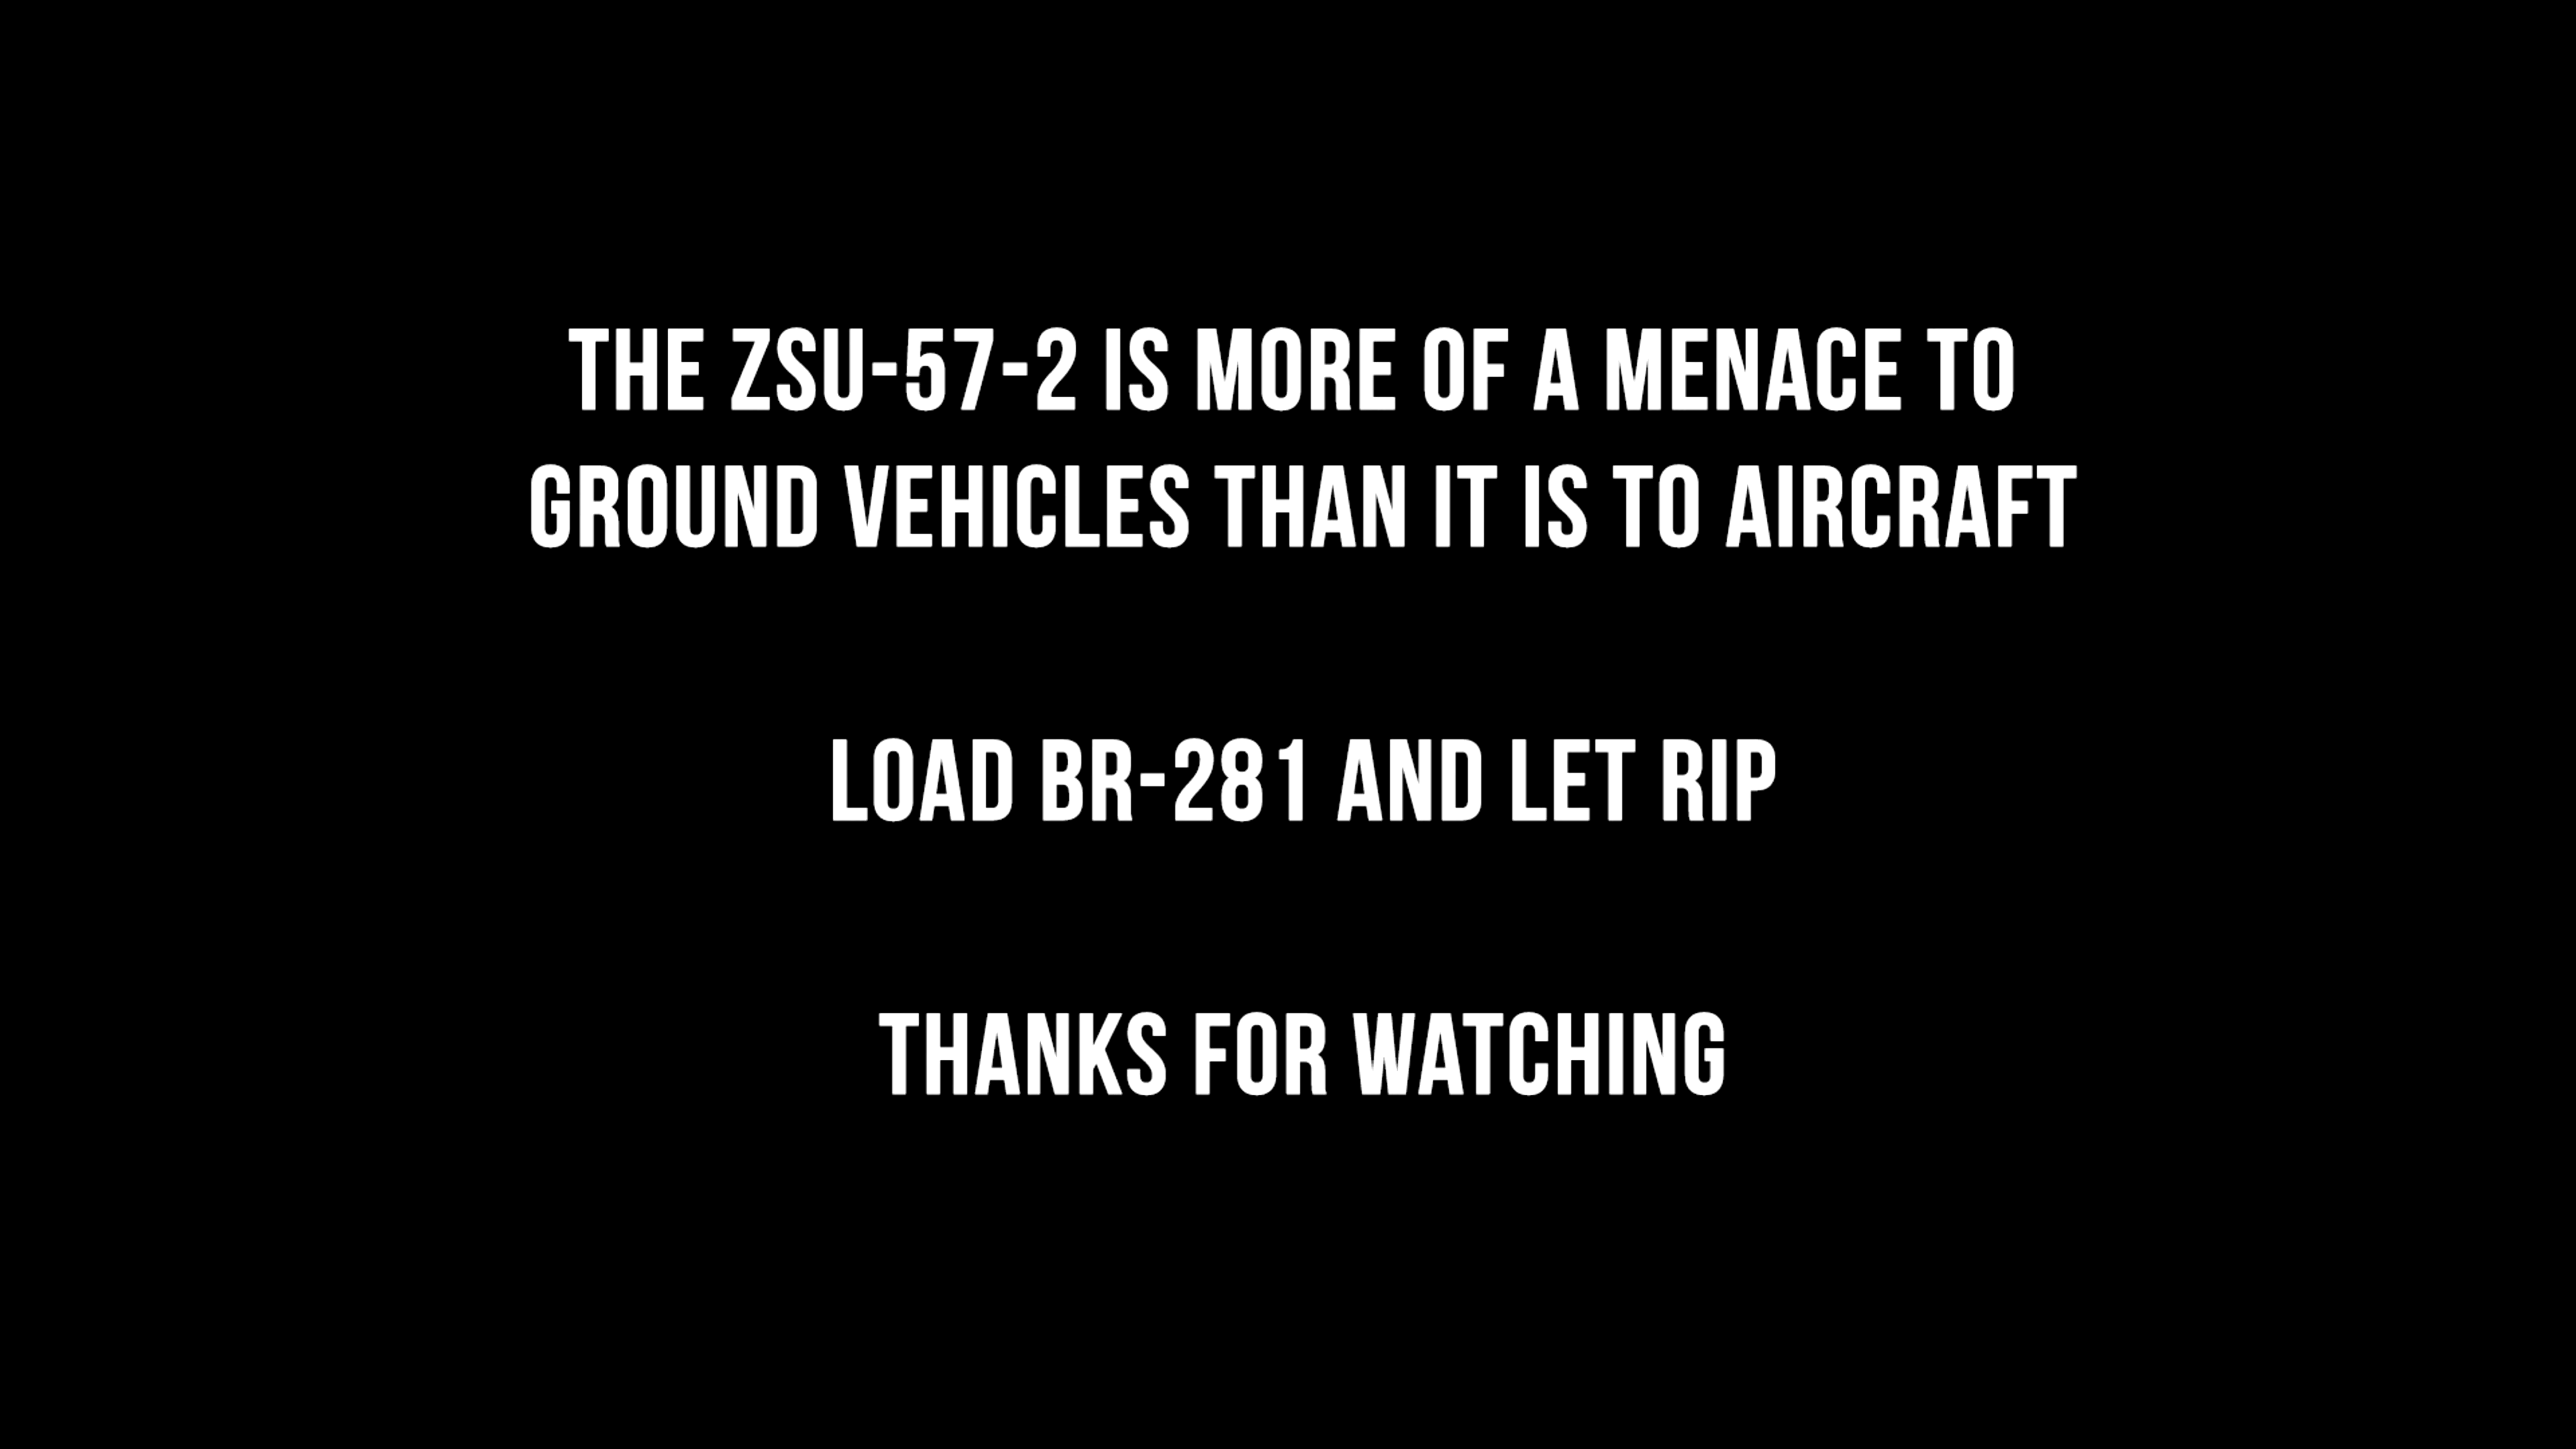 THE ZSU-57-2 IS MORE OF A MENACE TO
GROUND VEHICLES THAN IT IS TO AIRCRAFT
LOAD BR-281 AND LET RIP
THANKS FOR WATCHING